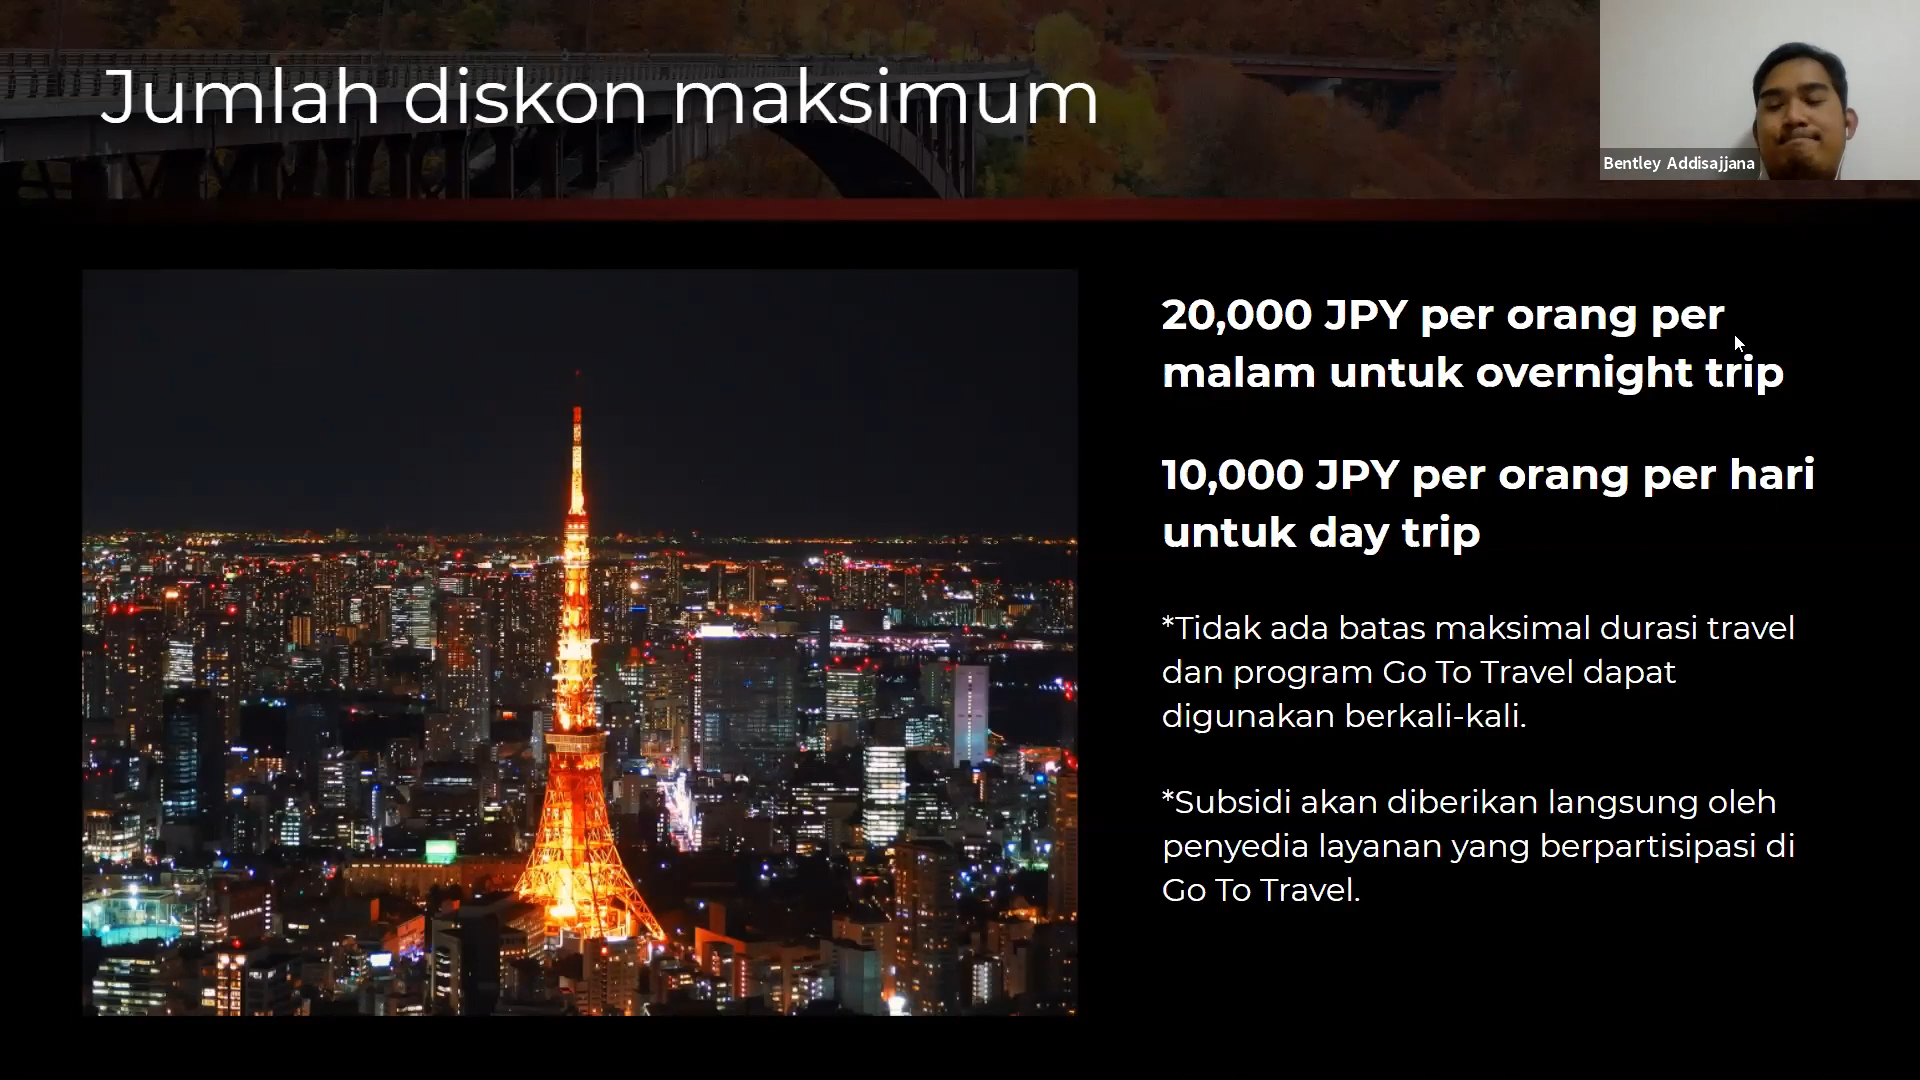 Jumlah diskon maksimum
Bentley Addisajjana
20,000 JPY per orang per
malam untuk overnight trip
10,000 JPY per orang per hari
untuk day trip
*Tidak ada batas maksimal durasi travel
dan program Go To Travel dapat
digunakan berkali-kali.
*Subsidi akan diberikan langsung oleh
penyedia layanan yang berpartisipasi di
Go To Travel.